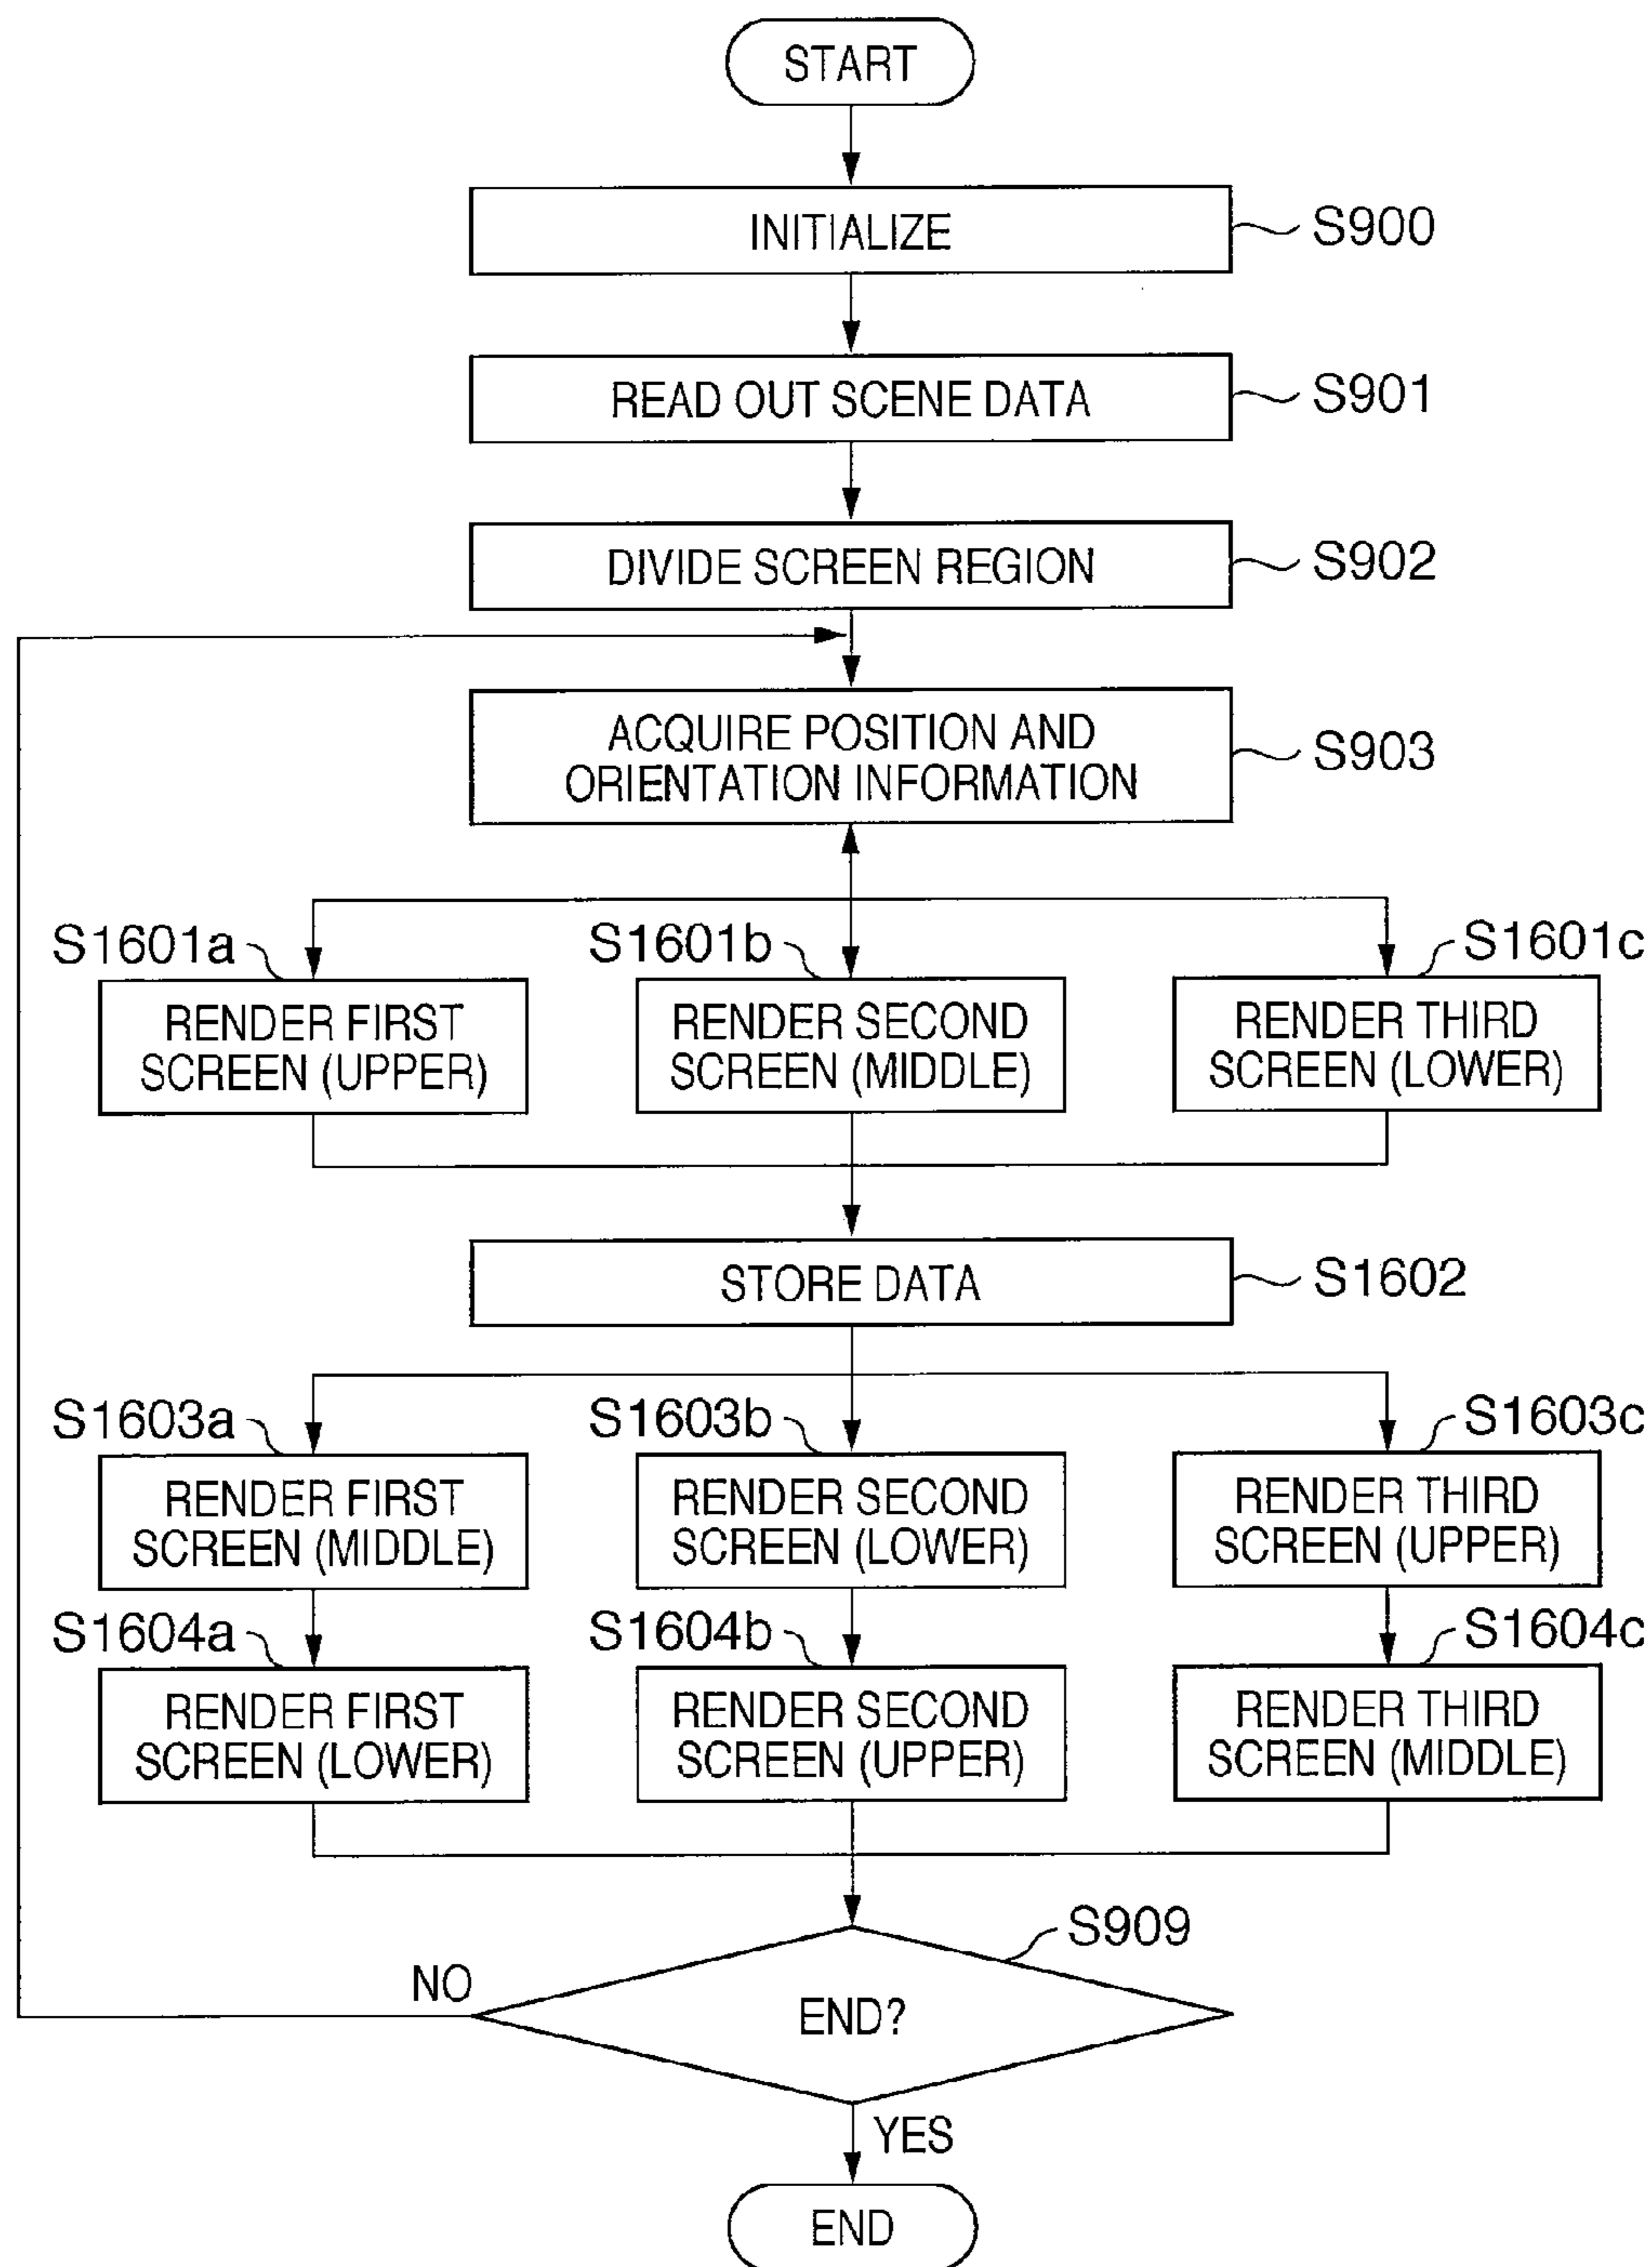 START
INITIALIZE
S900
READ OUT SCENE DATA
S901
DIVIDE SCREEN REGION
S902
ACQUIRE POSITION AND
ORIENTATION INFORMATION
S903
S1601a
RENDER FIRST
SCREEN (UPPER)
S1601b
RENDER SECOND
SCREEN (MIDDLE)
S1601c
RENDER THIRD
SCREEN (LOWER)
STORE DATA
S1602
S1603a
RENDER FIRST
SCREEN (MIDDLE)
S1603b
RENDER SECOND
SCREEN (LOWER)
S1603c
RENDER THIRD
SCREEN (UPPER)
S1604a
RENDER FIRST
SCREEN (LOWER)
S1604b
RENDER SECOND
SCREEN (UPPER)
S1604c
RENDER THIRD
SCREEN (MIDDLE)
S909
NO
END?
YES
END